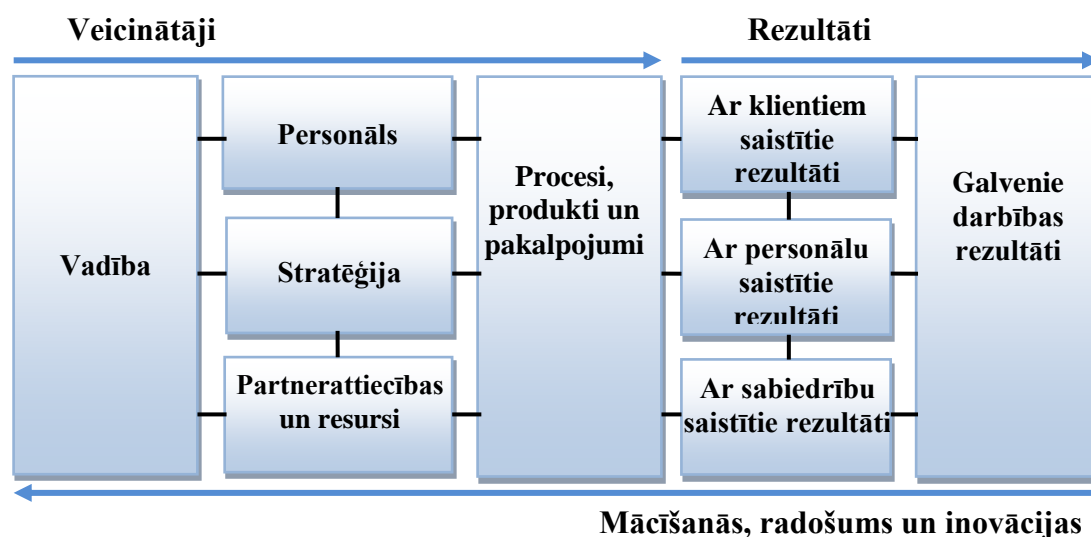 Veicinātāji
Rezultāti
Vadība
Personāls
Stratēģija
Partnerattiecības
un resursi
Procesi,
produkti un
pakalpojumi
Ar klientiem
saistītie
rezultāti
Ar personālu
saistītie
rezultāti
Ar sabiedrību
saistītie rezultāti
Galvenie
darbības
rezultāti
Mācīšanās, radošums un inovācijas